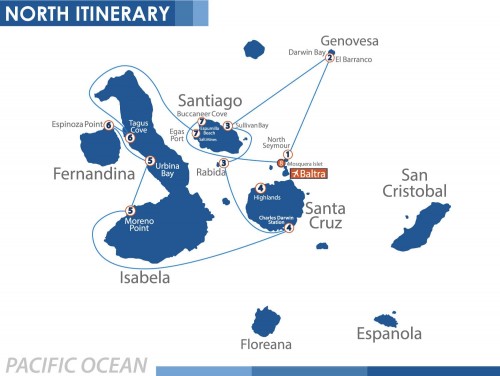 NORTH ITINERARY
Genovesa
Darwin Bay
2
El Barranco
Santiago
Buccaneer Cove
7
Espumilla
Beach
3
Sullivan Bay
Egas
Port
7
Espinoza Point
6
Tagus
Cove
6
North
Seymour
1
8
Mosquera Islet
Baltra
Fernandina
5
Urbina
Bay
3
Rabida
4
Highlands
San
Cristobal
Santa
Cruz
5
Moreno
Point
Charles Darwin
Station
4
Isabela
Floreana
Española
PACIFIC OCEAN